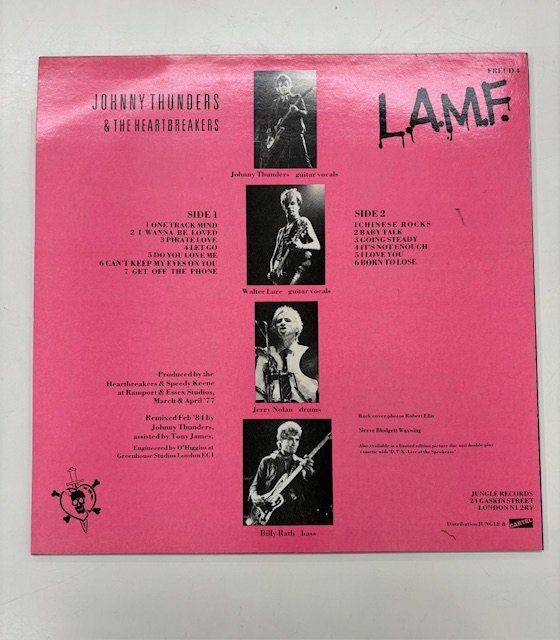 FREUD 4
JOHNNY THUNDERS
& THE HEARTBREAKERS
L.A.M.F.
Johnny Thunders guitar vocals
SIDE 1
1 ONE TRACK MIND
2 I WANNA BE LOVED
3 PIRATE LOVE
4 LET GO
5 DO YOU LOVE ME
6 CAN'T KEEP MY EYES ON YOU
7 GET OFF THE PHONE
SIDE 2
1 CHINESE ROCKS
2 BABY TALK
3 GOING STEADY
4 IT'S NOT ENOUGH
5 I LOVE YOU
6 BORN TO LOSE
Walter Lure guitar vocals
Jerry Nolan drums
Billy Rath bass
Produced by the
Heartbreakers & Speedy Keene
at Ramport & Essex Studios,
March & April '77
Remixed Feb '84 by
Johnny Thunders,
assisted by Tony James,
Engineered by O'Higgins at
Greenhouse Studios London EC1
Back cover photos Robert Ellis
Sleeve Blodgett Waxwing
Also available as a limited edition picture disc and double-play
cassette with 'D.T.K.-Live at the Speakeasy'
JUNGLE RECORDS
24 GASKIN STREET
LONDON N1 2RY
Distribution JUNGLE & CARTEL